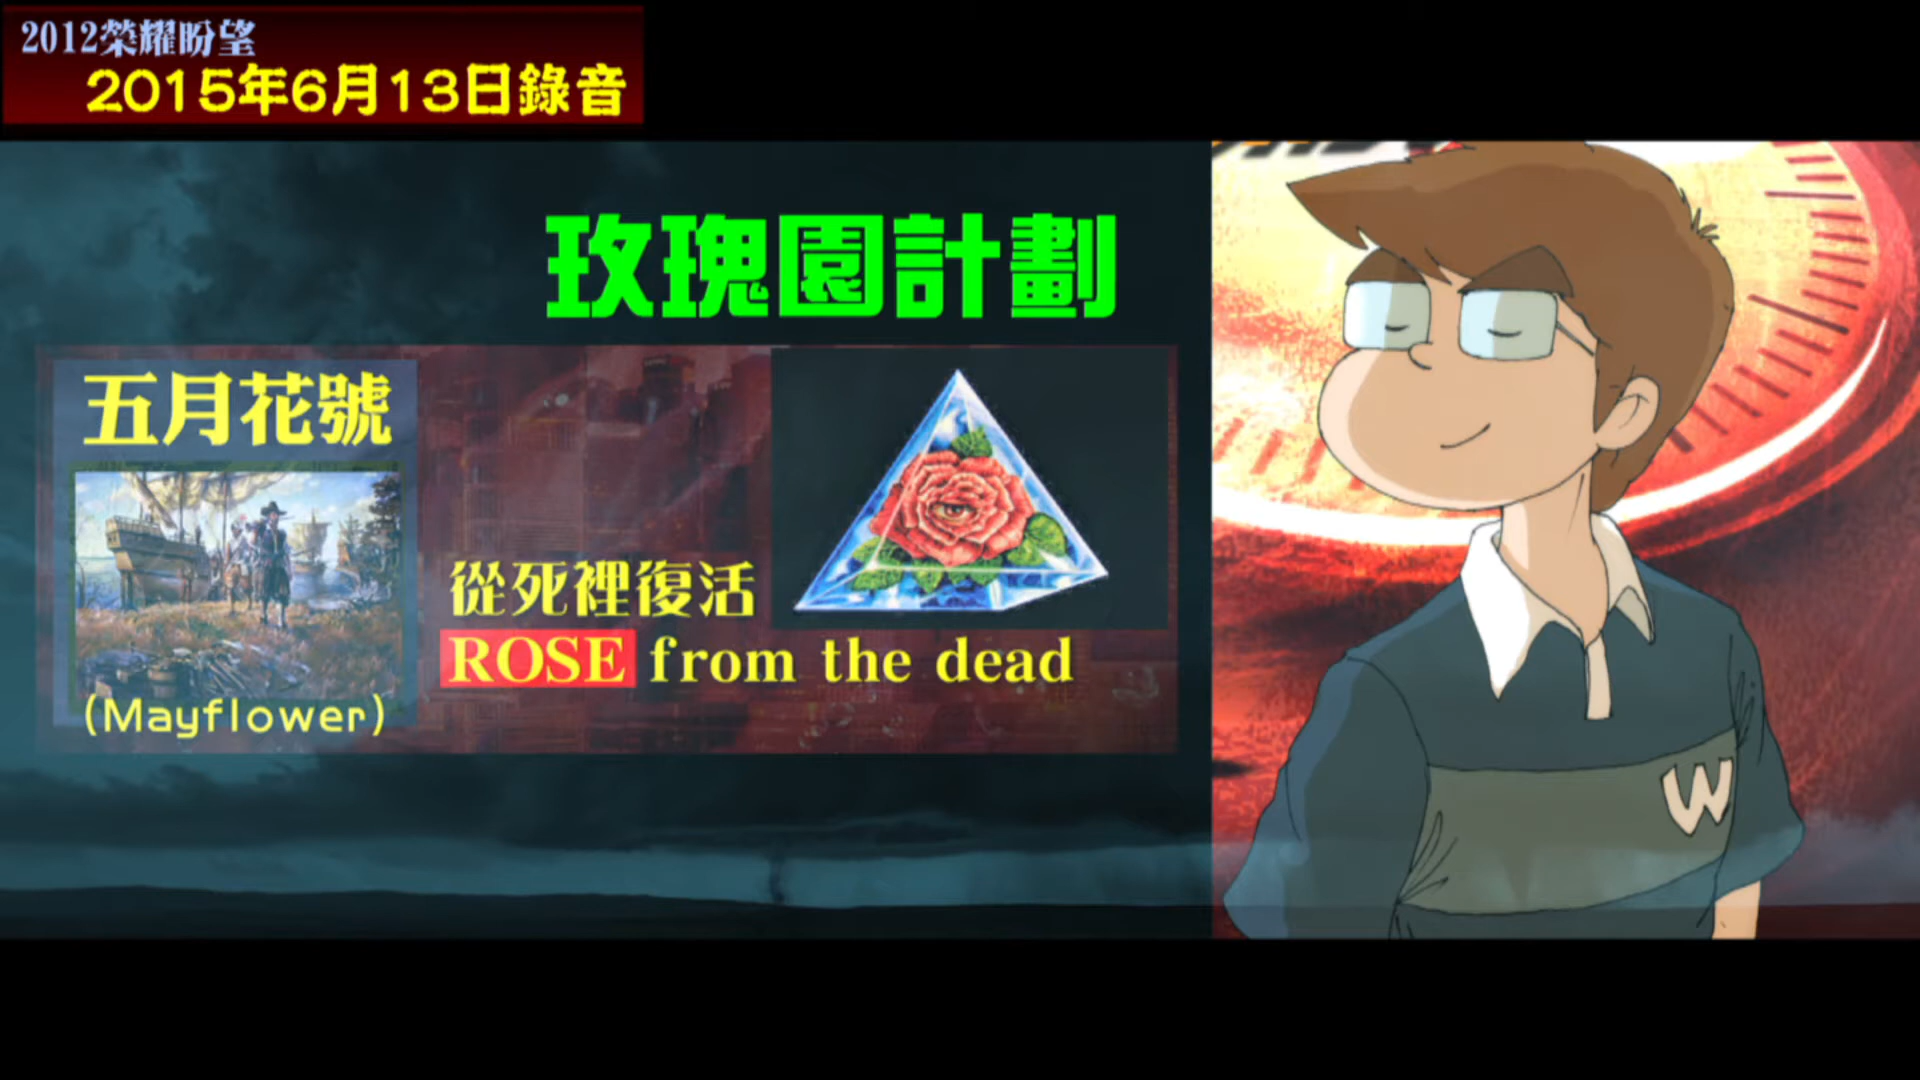 2012榮耀盼望
2015年6月13日錄音
玫瑰園計劃
五月花號
(Mayflower)
從死裡復活
ROSE from the dead
W